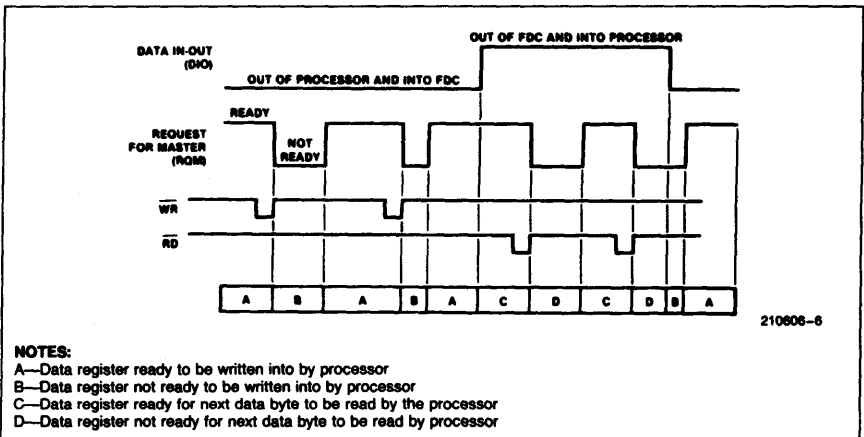 OUT OF FDC AND INTO PROCESSOR
DATA IN-OUT
(DIO)
OUT OF PROCESSOR AND INTO FDC
READY
REQUEST
FOR MASTER
(RQM)
NOT
READY
WR
RD
A B A B A C D C D B A
210606–6
NOTES:
A—Data register ready to be written into by processor
B—Data register not ready to be written into by processor
C—Data register ready for next data byte to be read by the processor
D—Data register not ready for next data byte to be read by processor